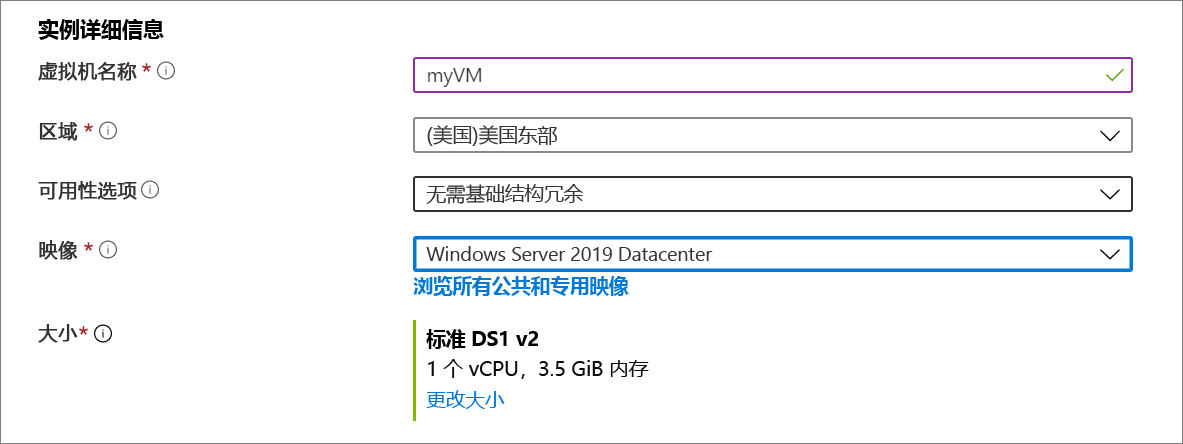 实例详细信息
虚拟机名称 * myVM
区域 * (美国)美国东部
可用性选项 无需基础结构冗余
映像 * Windows Server 2019 Datacenter
浏览所有公共和专用映像
大小* 标准 DS1 v2
1 个 vCPU，3.5 GiB 内存
更改大小